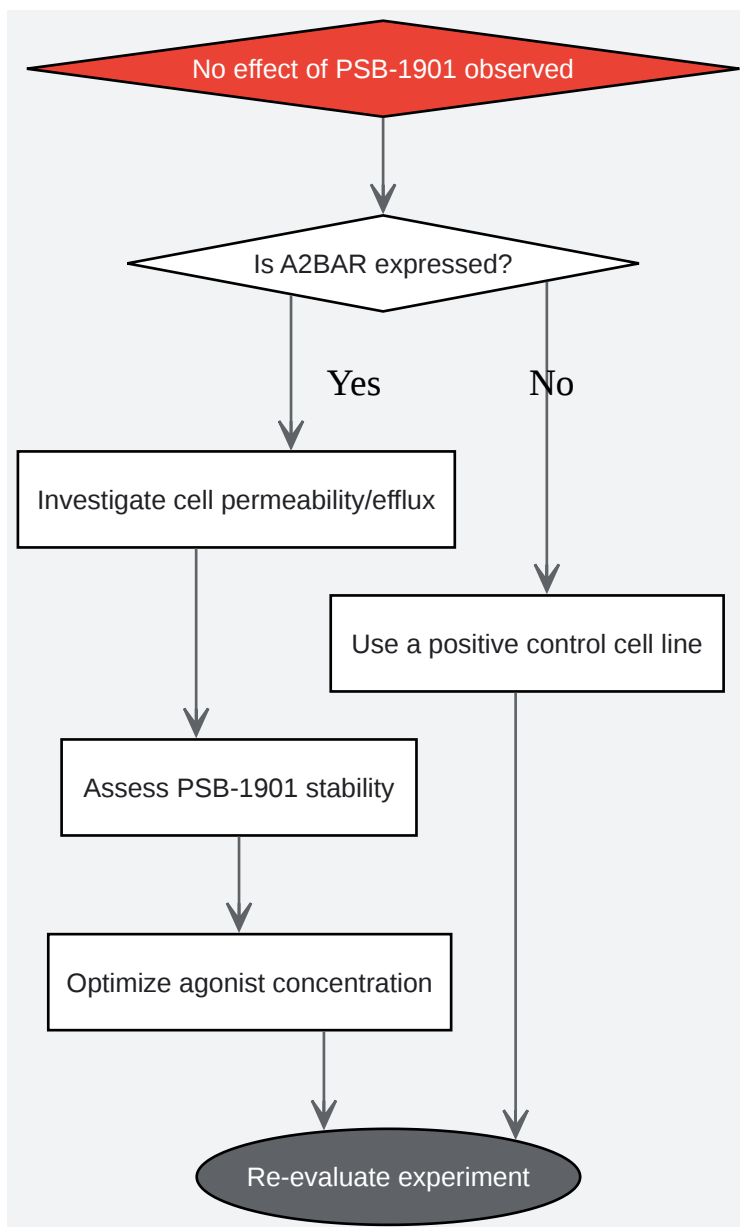 No effect of PSB-1901 observed
Is A2BAR expressed?
Yes
No
Investigate cell permeability/efflux
Use a positive control cell line
Assess PSB-1901 stability
Optimize agonist concentration
Re-evaluate experiment